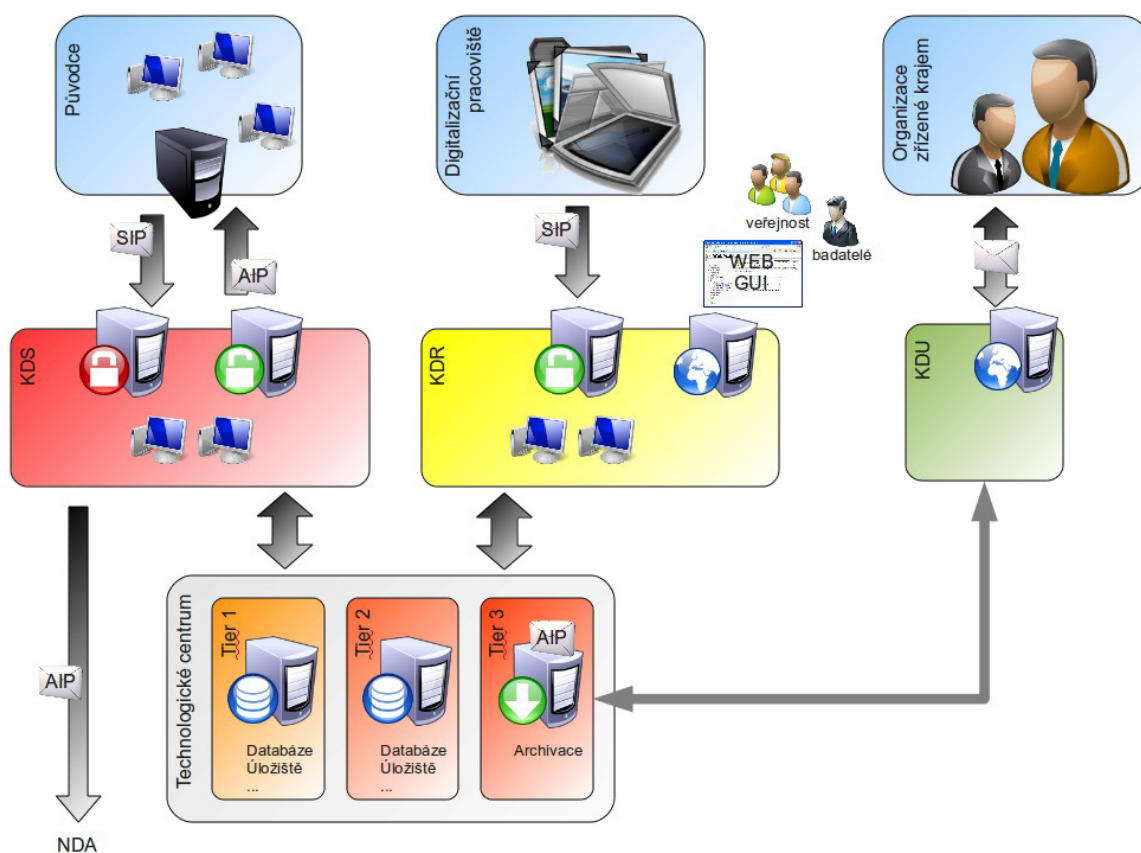 Původce
Digitalizační
pracoviště
Organizace
zřízené krajem
SIP
AIP
SIP
veřejnost
badatelé
WEB
GUI
KDS
KDR
KDU
Technologické centrum
Tier 1
Databáze
Úložiště
...
Tier 2
Databáze
Úložiště
...
Tier 3
AIP
Archivace
AIP
NDA